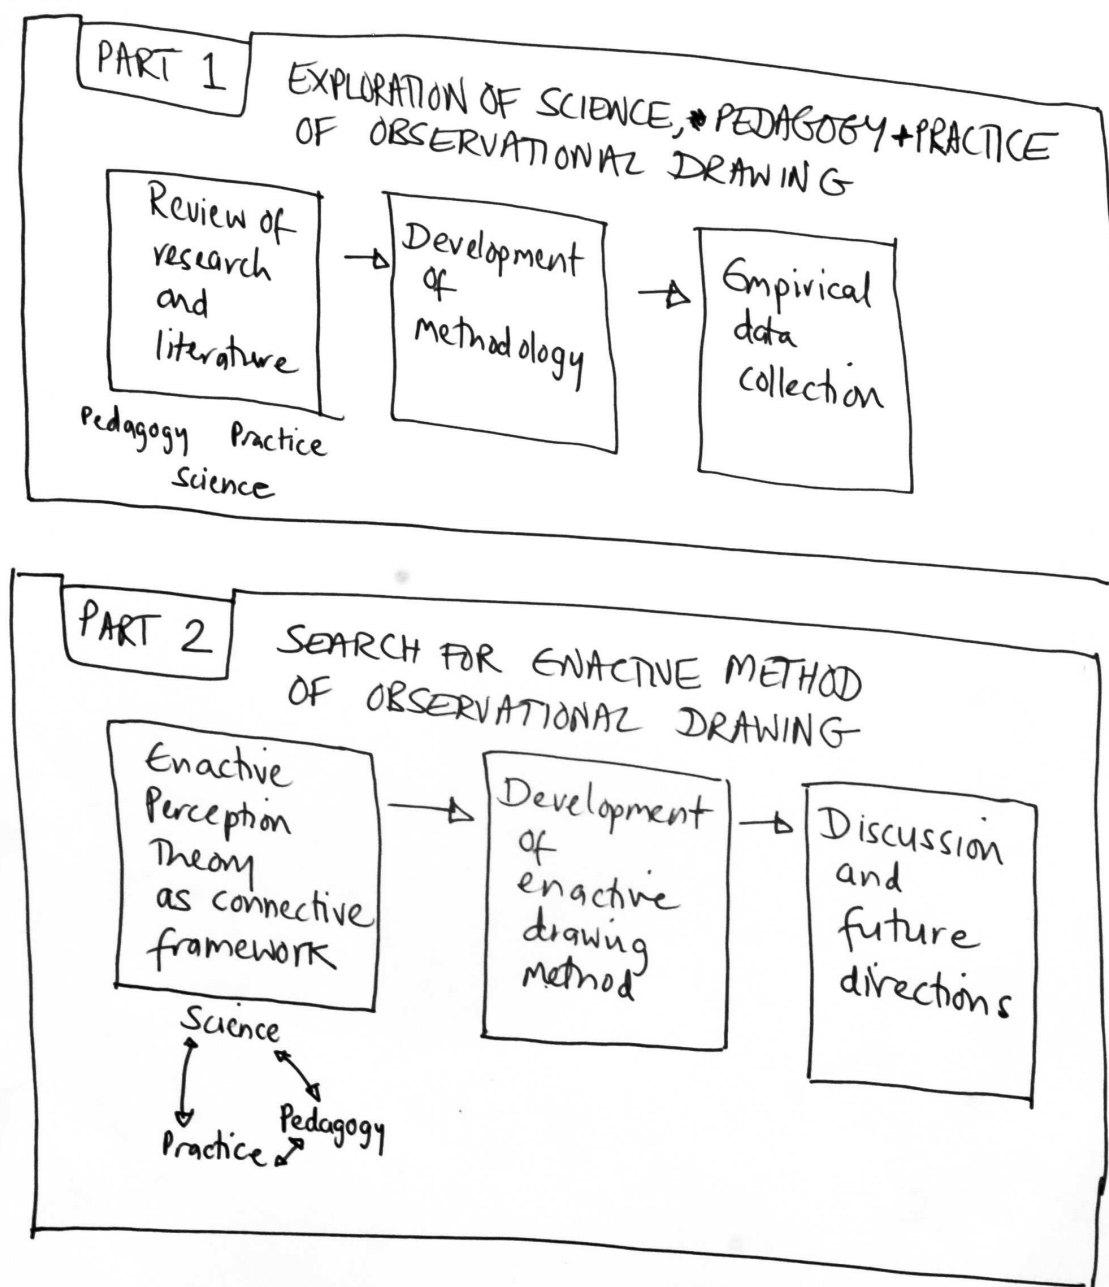 PART 1
EXPLORATION OF SCIENCE, PEDAGOGY + PRACTICE
OF OBSERVATIONAL DRAWING
Review of
research
and
literature
Development
of
methodology
Empirical
data
collection
Pedagogy Practice
Science
PART 2
SEARCH FOR ENACTIVE METHOD
OF OBSERVATIONAL DRAWING
Enactive
Perception
Theory
as connective
framework
Development
of
enactive
drawing
method
Discussion
and
future
directions
Science
Pedagogy
Practice